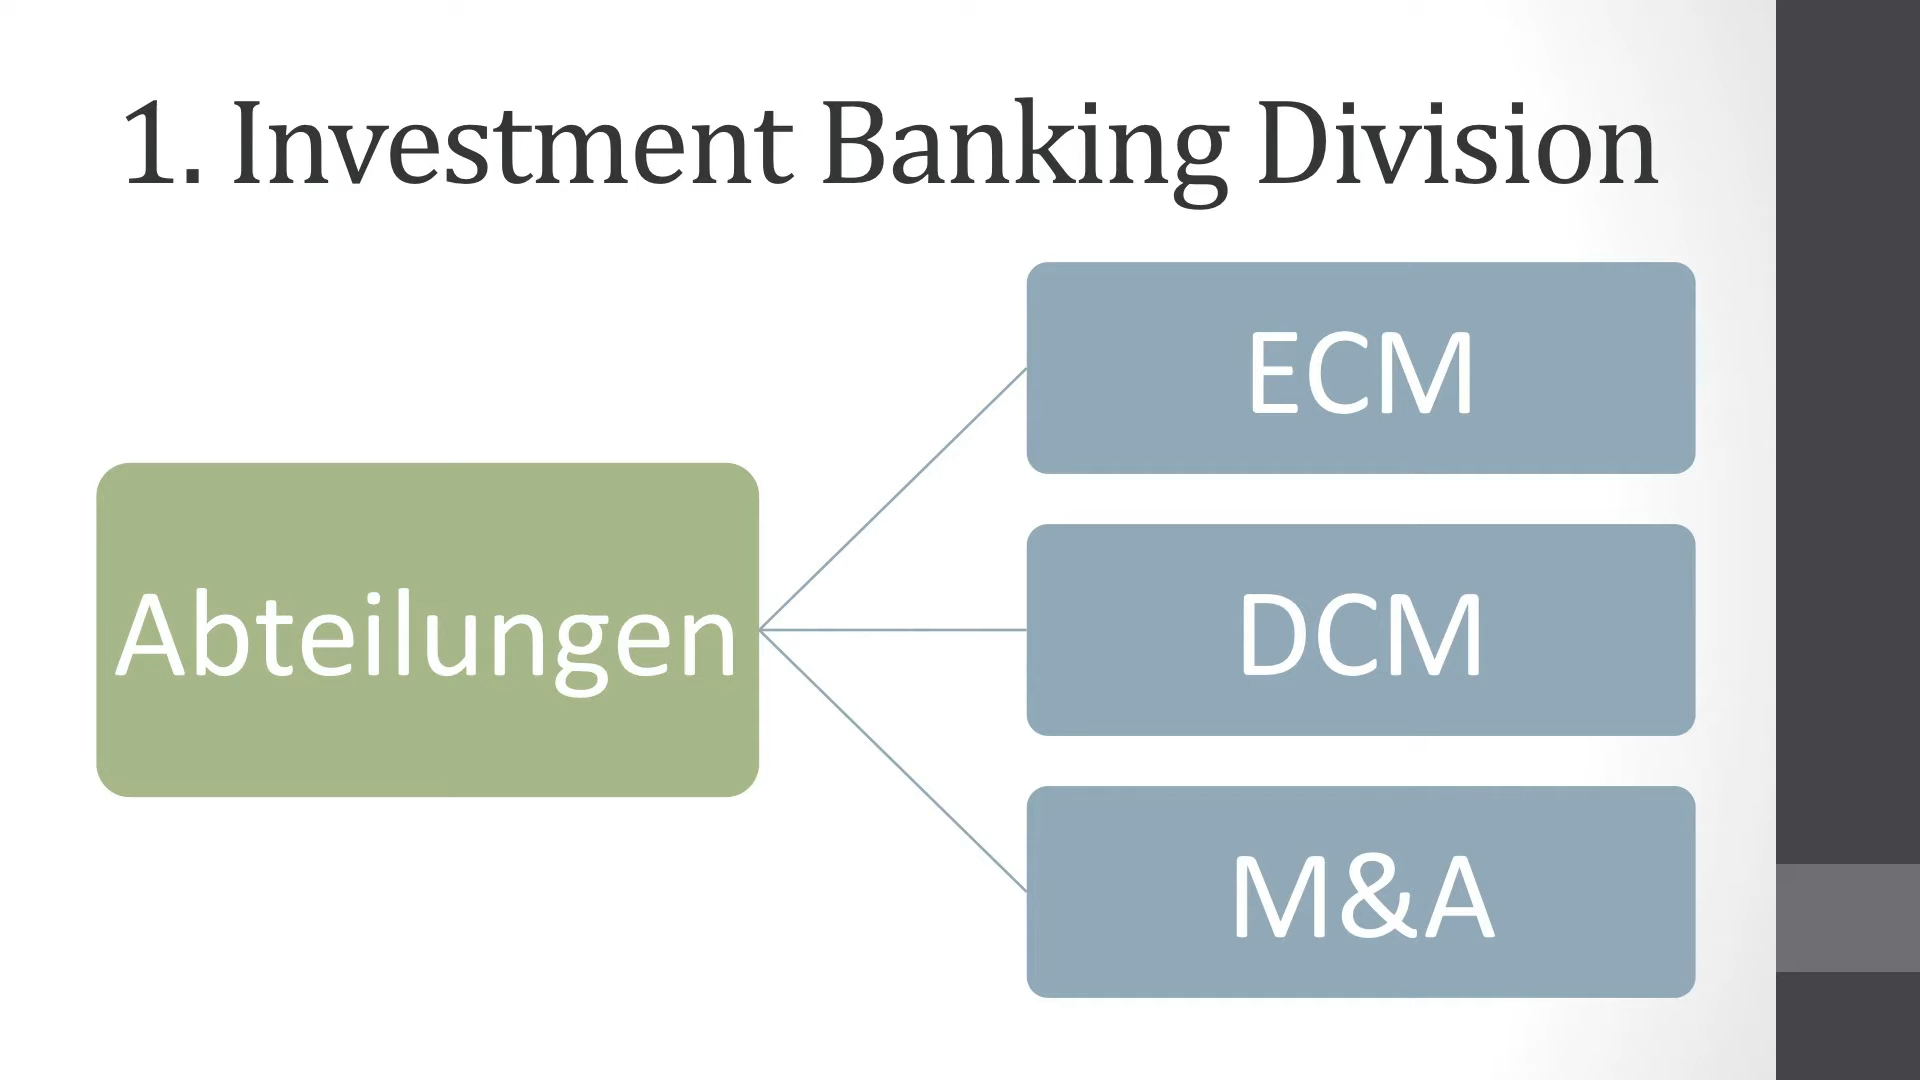 1. Investment Banking Division
Abteilungen
ECM
DCM
M&A